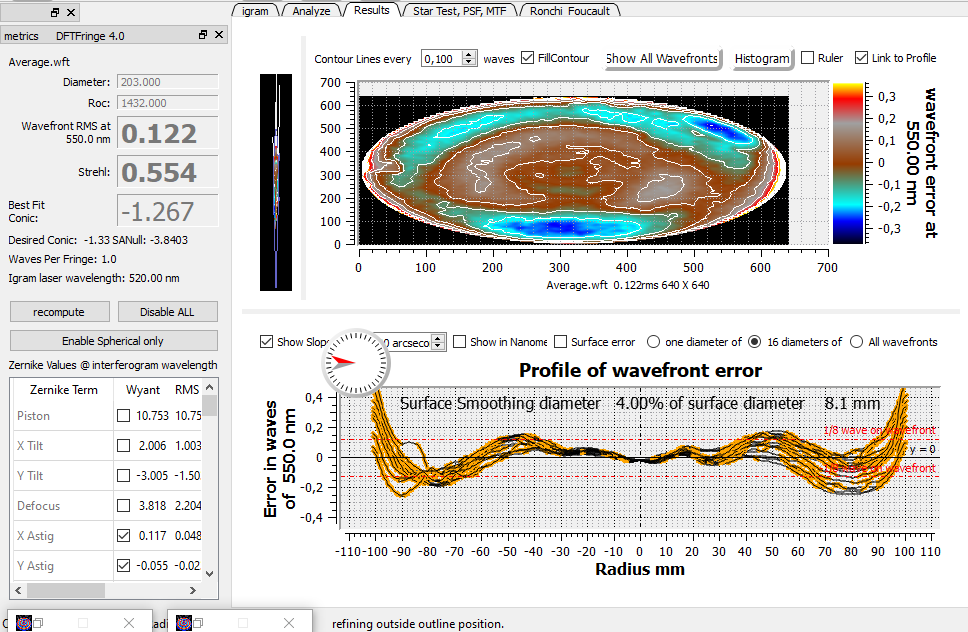 igram
Analyze
Results
Star Test, PSF, MTF
Ronchi Foucault
metrics DFTFringe 4.0
Average.wft
Diameter: 203.000
Roc: 1432.000
Wavefront RMS at
550.0 nm
0.122
Strehl: 0.554
Best Fit
Conic:
-1.267
Desired Conic: -1.33 SANull: -3.8403
Waves Per Fringe: 1.0
Igram laser wavelength: 520.00 nm
recompute
Disable ALL
Enable Spherical only
Zernike Values @ interferogram wavelength
Zernike Term Wyant RMS
Piston 10.753 10.75
X Tilt 2.006 1.003
Y Tilt -3.005 -1.50
Defocus 3.818 2.204
X Astig 0.117 0.048
Y Astig -0.055 -0.02
Contour Lines every 0,100 waves FillContour Show All Wavefronts Histogram Ruler Link to Profile
700
600
500
400
300
200
100
0
0 100 200 300 400 500 600 700
Average.wft 0.122rms 640 X 640
0,3
0,2
0,1
0
-0,1
-0,2
-0,3
wavefront error at
550.00 nm
Show Slope 0 arcseco Show in Nanome Surface error one diameter of 16 diameters of All wavefronts
Profile of wavefront error
Surface Smoothing diameter 4.00% of surface diameter 8.1 mm
1/8 wave on wavefront
y = 0
wavefront
Error in waves
of 550.0 nm
0,4
0,2
0
-0,2
-0,4
-110 -100 -90 -80 -70 -60 -50 -40 -30 -20 -10 0 10 20 30 40 50 60 70 80 90 100 110
Radius mm
adi
refining outside outline position.